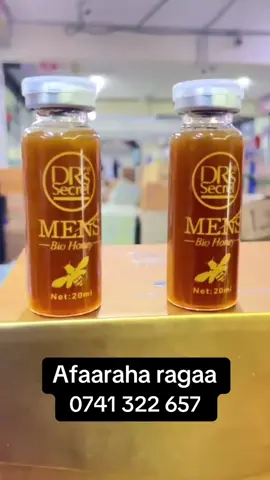 DR's
Secret
MENS
Bio Honey
Net: 20ml
DR's
Secret
MENS
Bio Honey
Net: 20ml
Afaaraha ragaa
0741 322 657